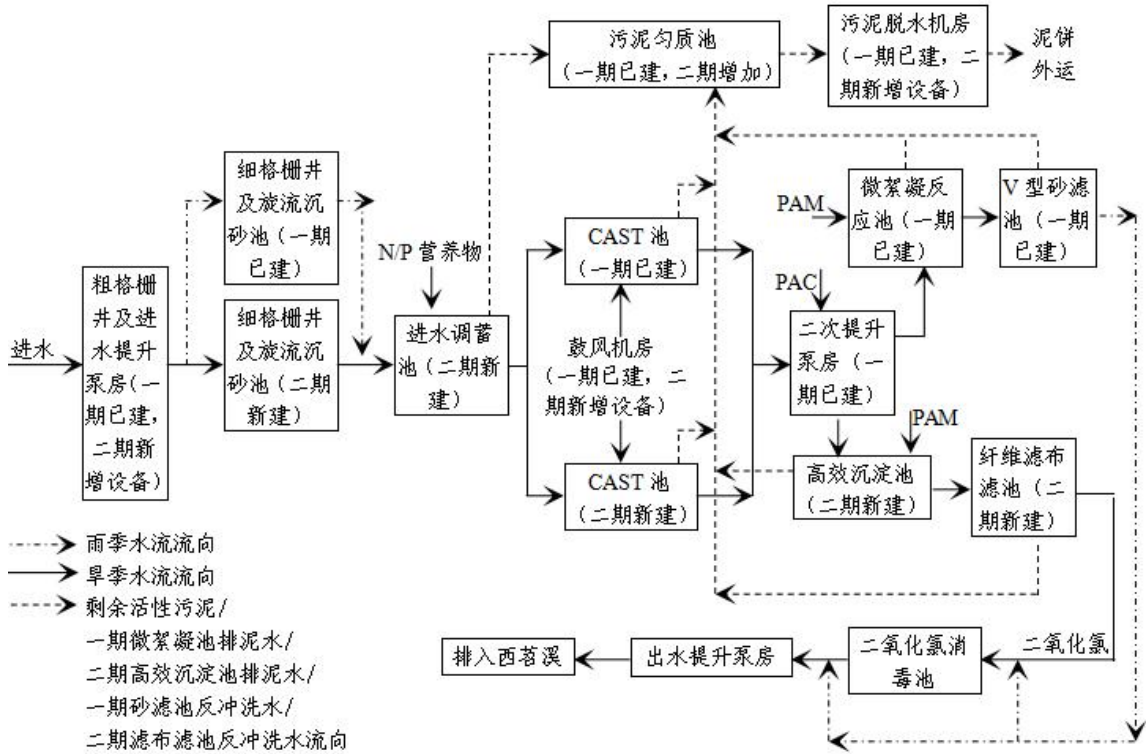 污泥匀质池
（一期已建，二期增加）
污泥脱水机房
（一期已建，二
期新增设备）
泥饼
外运
细格栅井
及旋流沉
砂池（一期
已建）
PAM
微絮凝反
应池（一期
已建）
V 型砂滤
池（一期
已建）
N/P 营养物
CAST 池
（一期已建）
粗格栅
井及进
水提升
泵房（一
期已建，
二期新
增设备）
进水
细格栅井
及旋流沉
砂池（二期
新建）
进水调蓄
池（二期新
建）
鼓风机房
（一期已建，二
期新增设备）
PAC
二次提升
泵房（一
期已建）
PAM
CAST 池
（二期新建）
高效沉淀池
（二期新建）
纤维滤布
滤池（二
期新建）
雨季水流流向
旱季水流流向
剩余活性污泥/
一期微絮凝池排泥水/
二期高效沉淀池排泥水/
一期砂滤池反冲洗水/
二期滤布滤池反冲洗水流向
排入西苕溪
出水提升泵房
二氧化氯消
毒池
二氧化氯